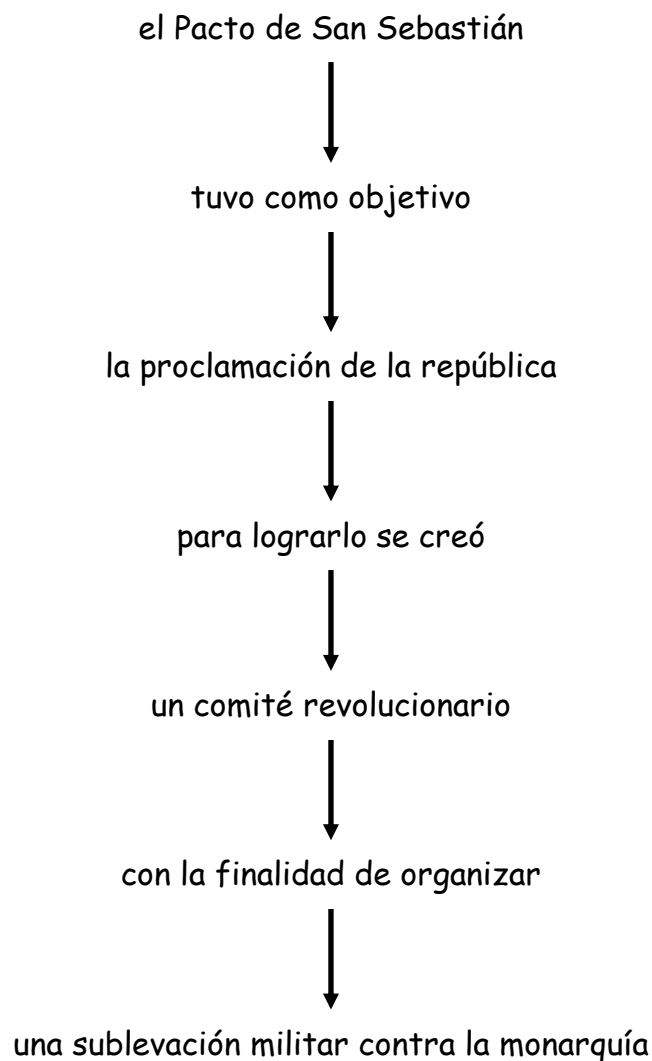 el Pacto de San Sebastián
tuvo como objetivo
la proclamación de la república
para lograrlo se creó
un comité revolucionario
con la finalidad de organizar
una sublevación militar contra la monarquía